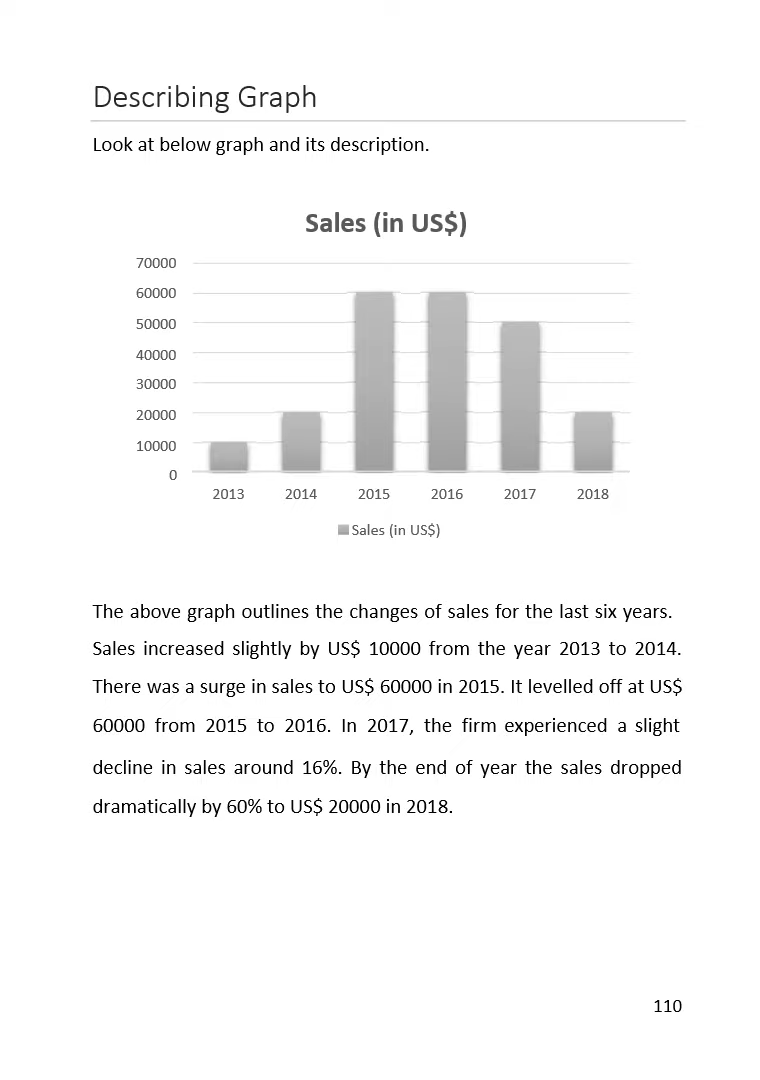 Describing Graph
Look at below graph and its description.
Sales (in US$)
70000
60000
50000
40000
30000
20000
10000
0
2013 2014 2015 2016 2017 2018
Sales (in US$)
The above graph outlines the changes of sales for the last six years.
Sales increased slightly by US$ 10000 from the year 2013 to 2014.
There was a surge in sales to US$ 60000 in 2015. It levelled off at US$
60000 from 2015 to 2016. In 2017, the firm experienced a slight
decline in sales around 16%. By the end of year the sales dropped
dramatically by 60% to US$ 20000 in 2018.
110